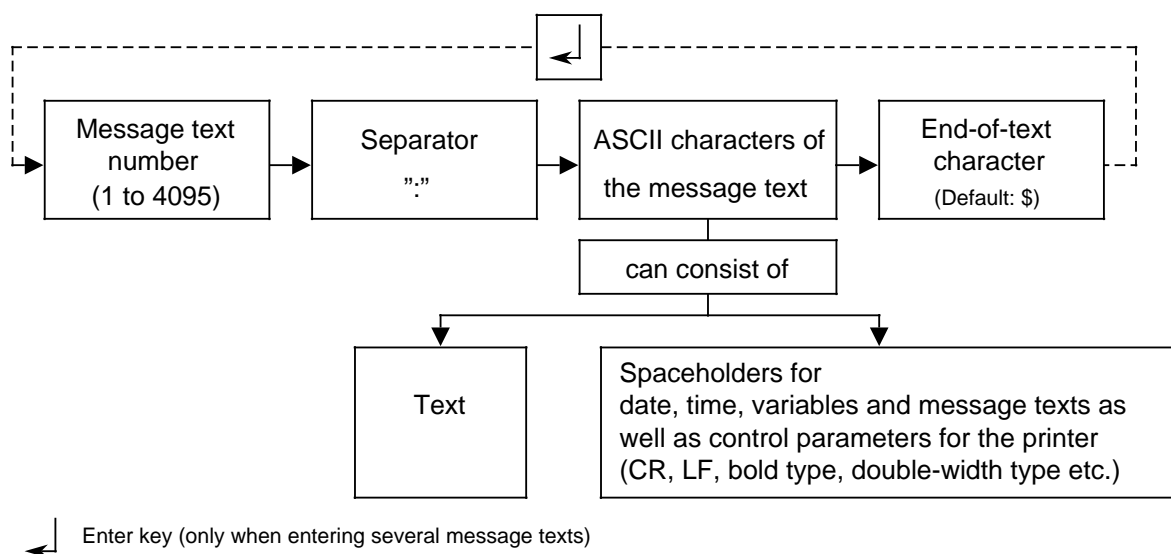 Message text
number
(1 to 4095)
Separator
”:”
ASCII characters of
the message text
End-of-text
character
(Default: $)
can consist of
Text
Spaceholders for
date, time, variables and message texts as
well as control parameters for the printer
(CR, LF, bold type, double-width type etc.)
Enter key (only when entering several message texts)